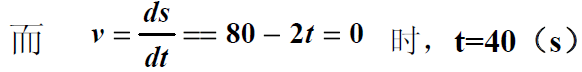 而 v = ds/dt == 80 − 2t = 0 时，t=40（s）